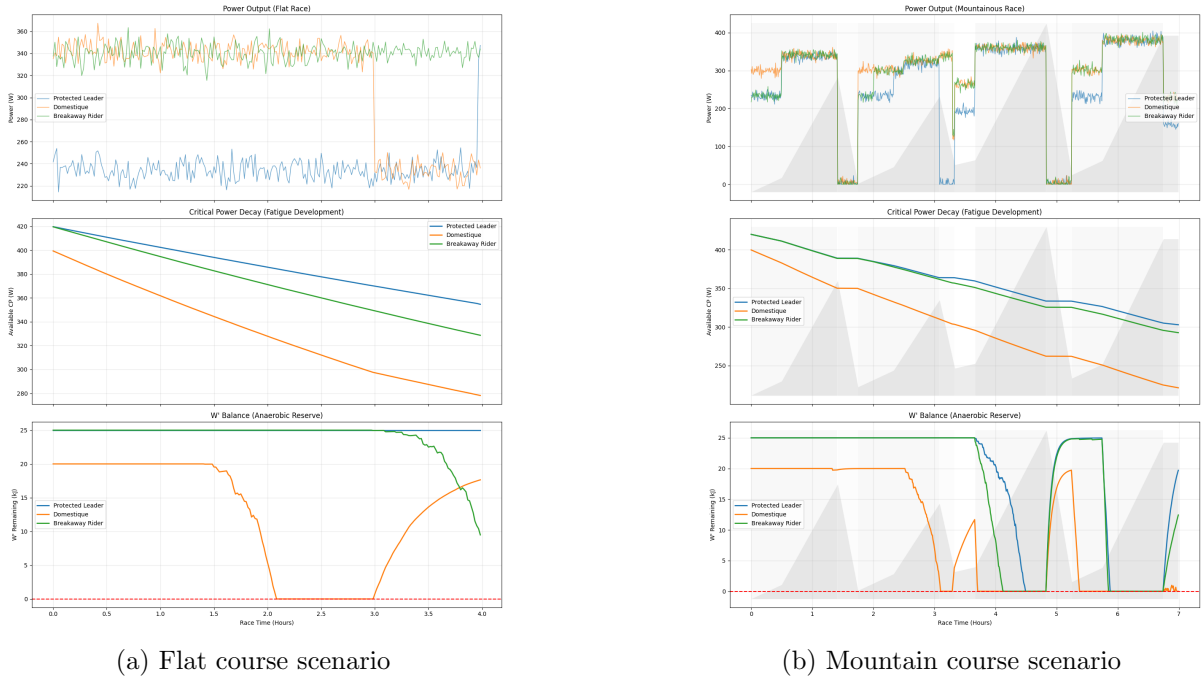 Power Output (Flat Race)
Power (W)
360
340
320
300
280
260
240
220
Protected Leader
Domestique
Breakaway Rider
Critical Power Decay (Fatigue Development)
Available CP (W)
420
400
380
360
340
320
300
280
Protected Leader
Domestique
Breakaway Rider
W' Balance (Anaerobic Reserve)
W' Remaining (kJ)
25
20
15
10
5
0
Protected Leader
Domestique
Breakaway Rider
0.0 0.5 1.0 1.5 2.0 2.5 3.0 3.5 4.0
Race Time (Hours)
(a) Flat course scenario
Power Output (Mountainous Race)
Power (W)
400
300
200
100
0
Protected Leader
Domestique
Breakaway Rider
Critical Power Decay (Fatigue Development)
Available CP (W)
400
350
300
250
Protected Leader
Domestique
Breakaway Rider
W' Balance (Anaerobic Reserve)
W' Remaining (kJ)
25
20
15
10
5
0
Protected Leader
Domestique
Breakaway Rider
0 1 2 3 4 5 6 7
Race Time (Hours)
(b) Mountain course scenario